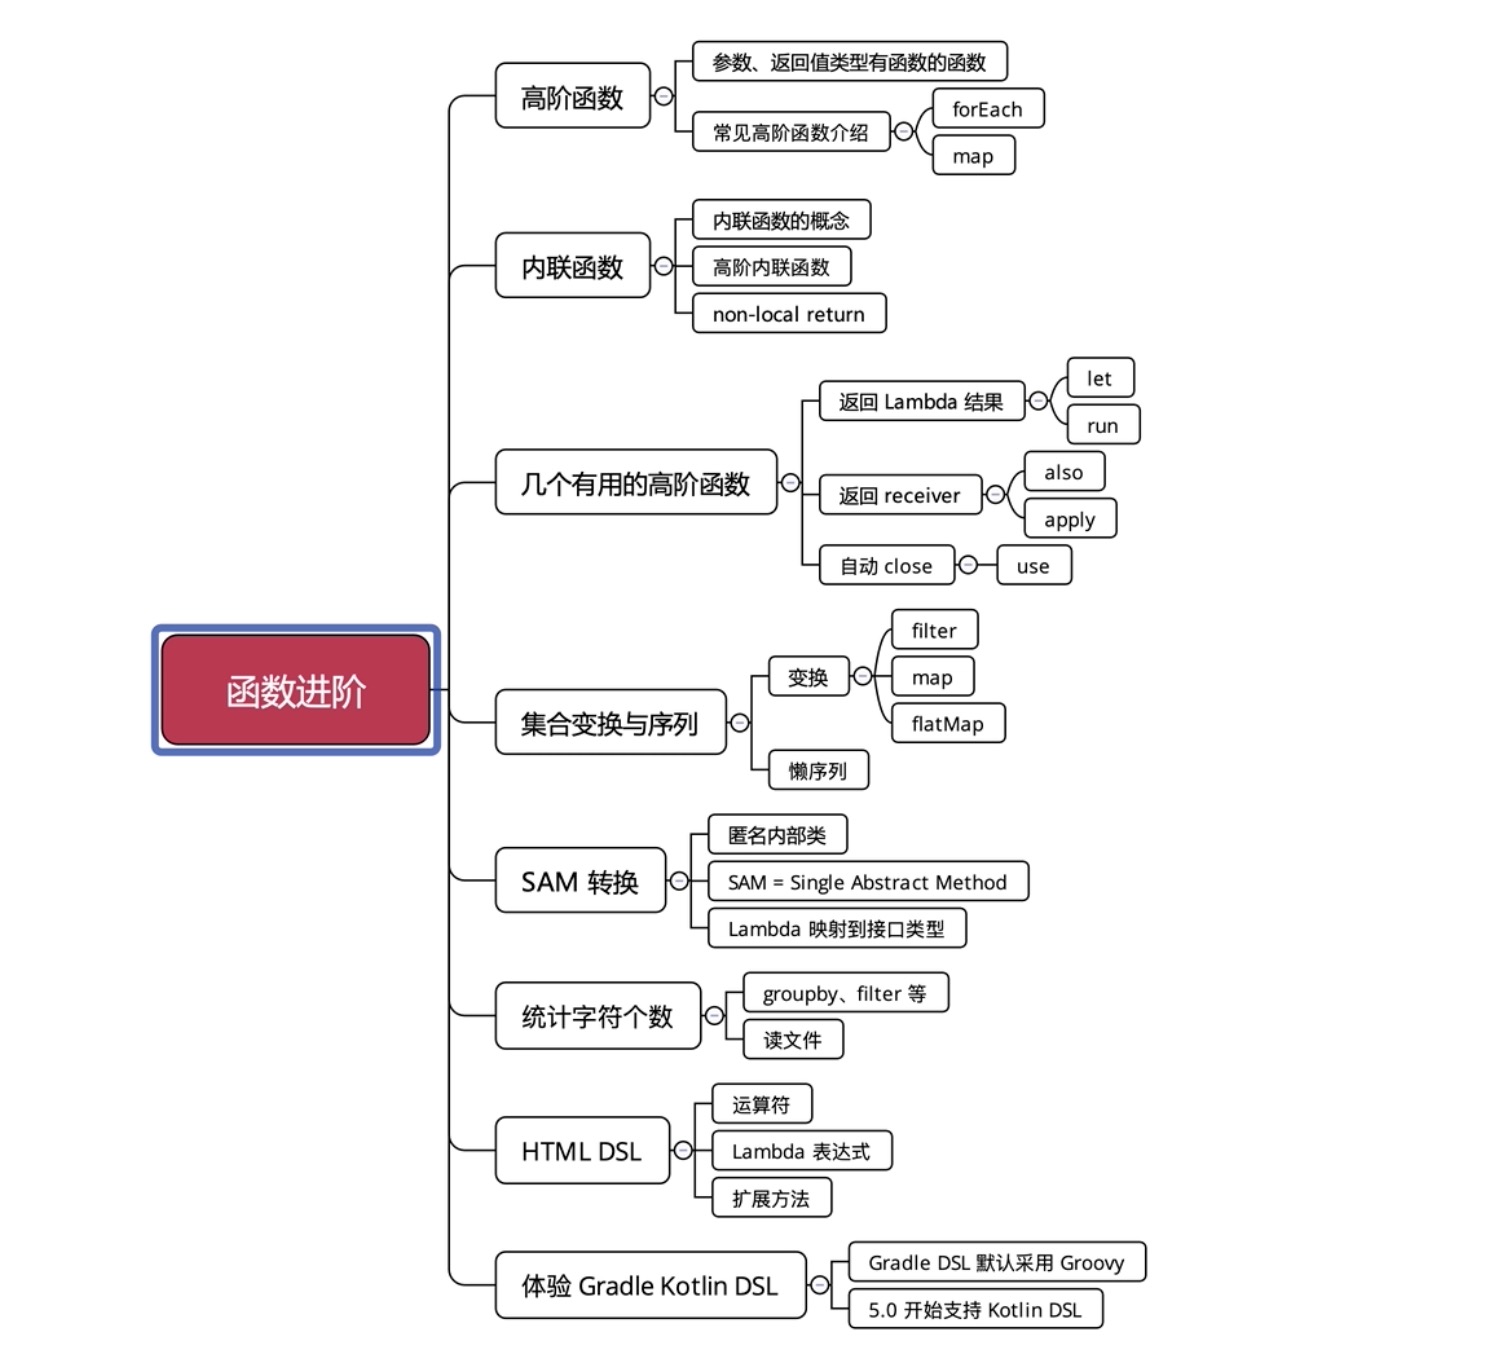 函数进阶
高阶函数
参数、返回值类型有函数的函数
常见高阶函数介绍
forEach
map
内联函数
内联函数的概念
高阶内联函数
non-local return
几个有用的高阶函数
返回 Lambda 结果
let
run
返回 receiver
also
apply
自动 close
use
集合变换与序列
变换
filter
map
flatMap
懒序列
SAM 转换
匿名内部类
SAM = Single Abstract Method
Lambda 映射到接口类型
统计字符个数
groupby、filter 等
读文件
HTML DSL
运算符
Lambda 表达式
扩展方法
体验 Gradle Kotlin DSL
Gradle DSL 默认采用 Groovy
5.0 开始支持 Kotlin DSL